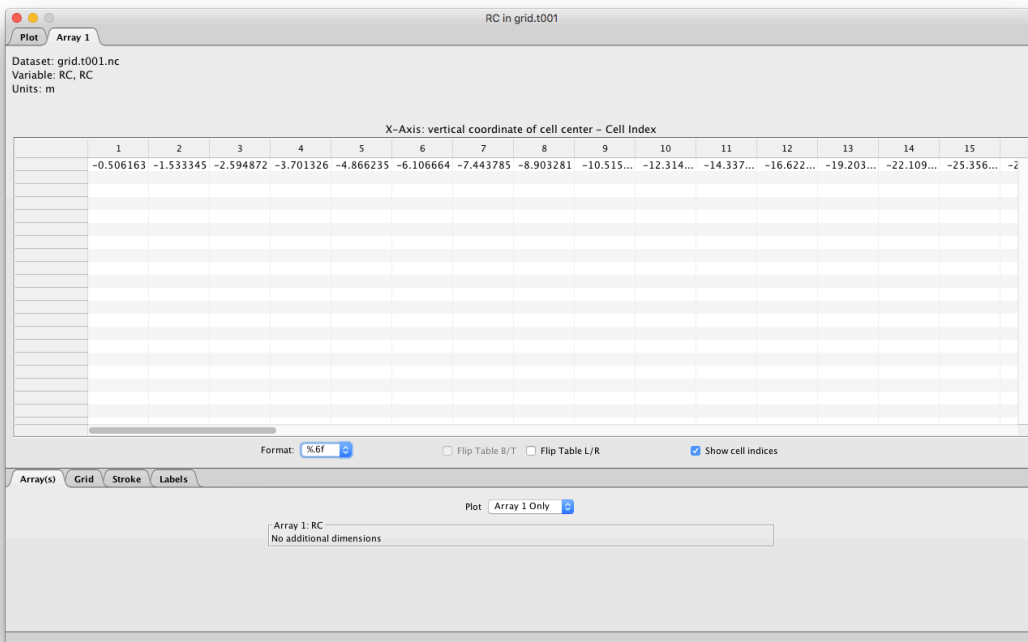 RC in grid.t001
Plot Array 1
Dataset: grid.t001.nc
Variable: RC, RC
Units: m
X-Axis: vertical coordinate of cell center - Cell Index
1 2 3 4 5 6 7 8 9 10 11 12 13 14 15
-0.506163 -1.533345 -2.594872 -3.701326 -4.866235 -6.106664 -7.443785 -8.903281 -10.515... -12.314... -14.337... -16.622... -19.203... -22.109... -25.356... -2
Format: %.6f Flip Table B/T Flip Table L/R Show cell indices
Array(s) Grid Stroke Labels
Plot Array 1 Only
Array 1: RC
No additional dimensions